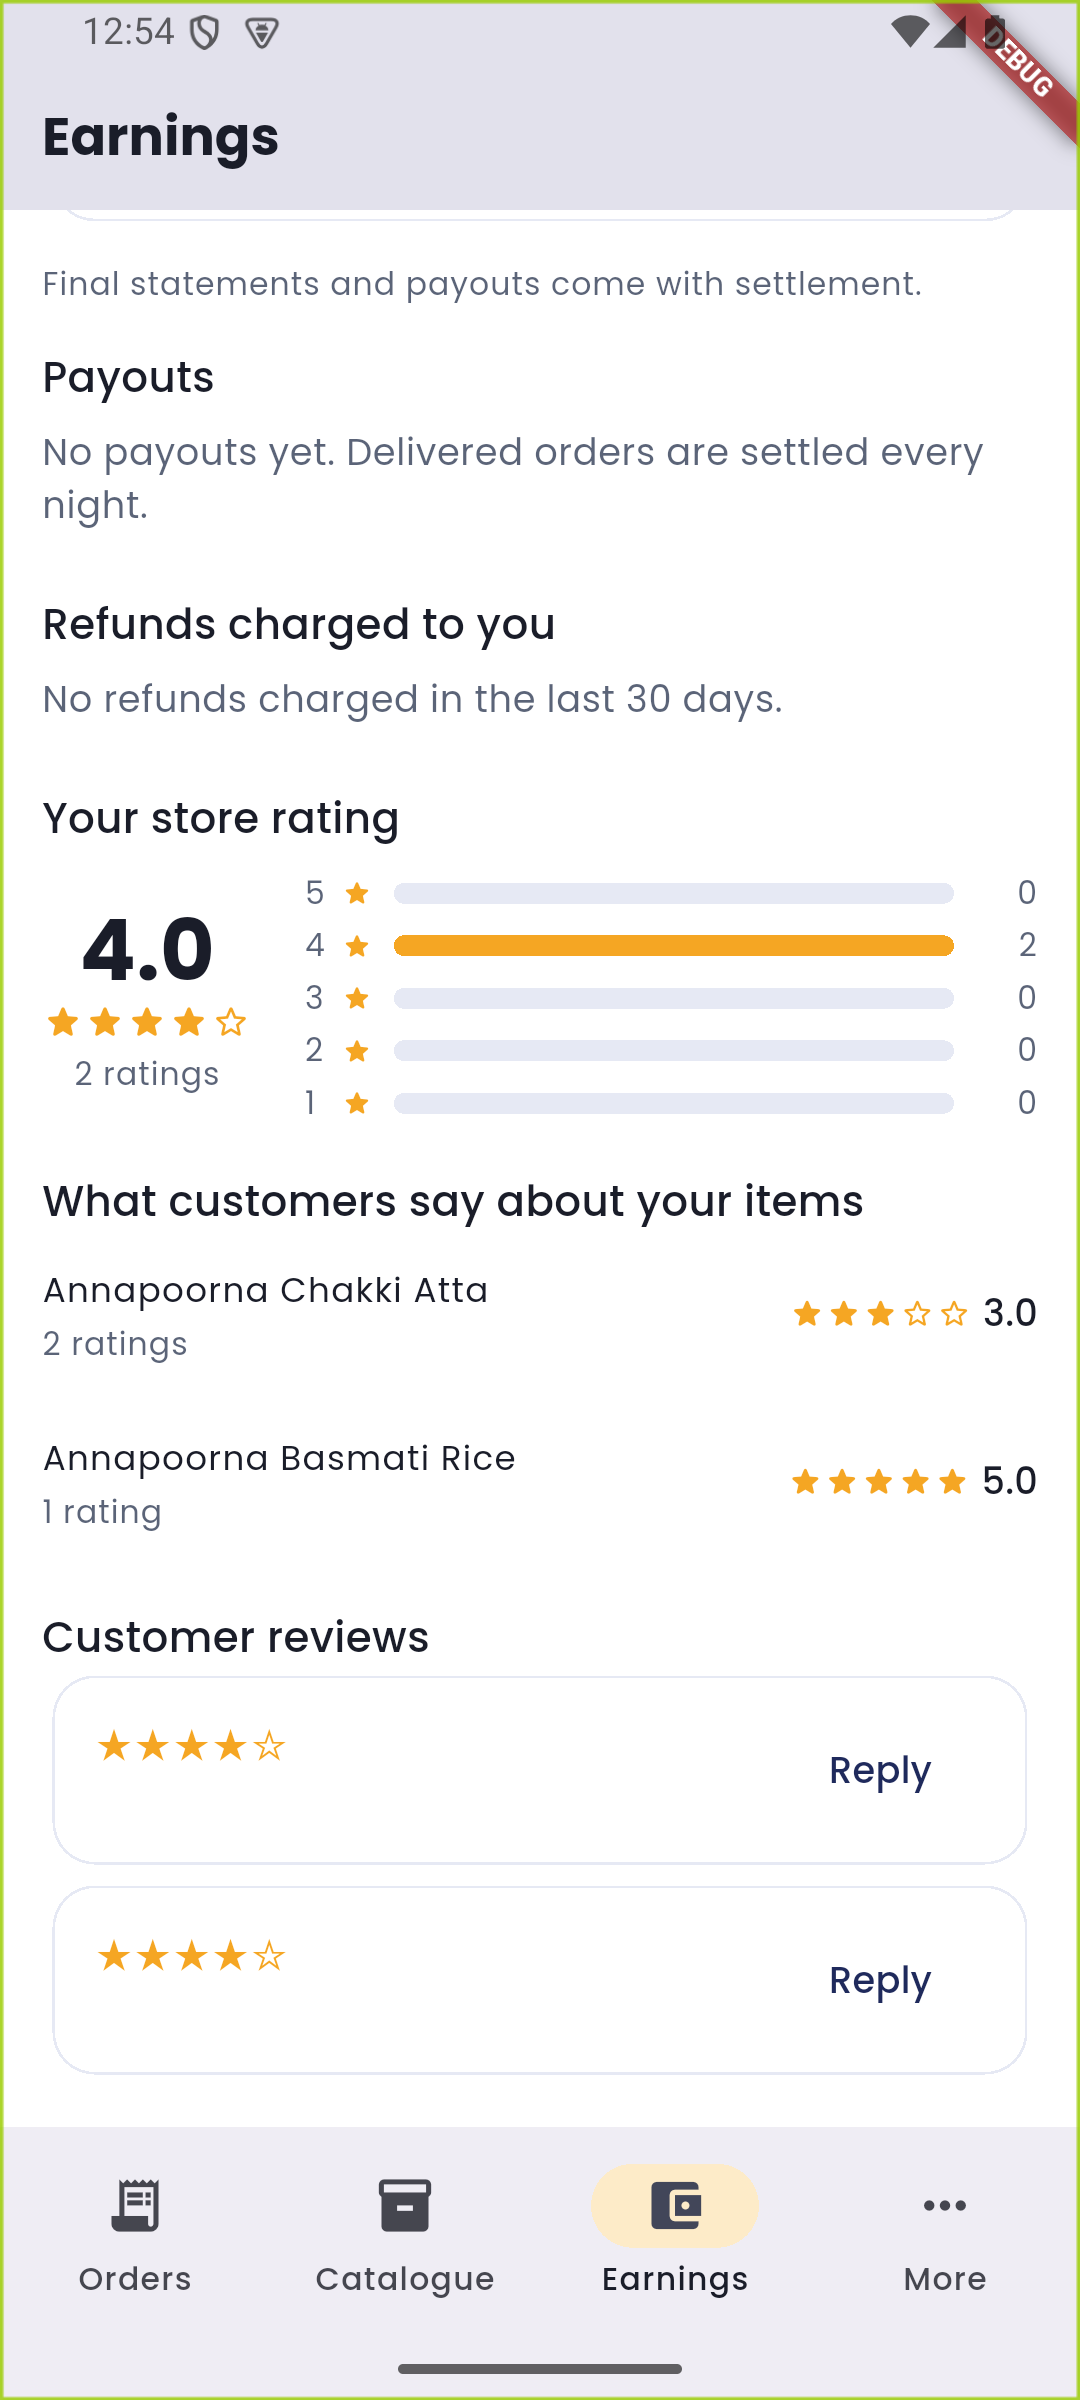 12:54
DEBUG
Earnings
Final statements and payouts come with settlement.
Payouts
No payouts yet. Delivered orders are settled every
night.
Refunds charged to you
No refunds charged in the last 30 days.
Your store rating
4.0
2 ratings
5 0
4 2
3 0
2 0
1 0
What customers say about your items
Annapoorna Chakki Atta
2 ratings
3.0
Annapoorna Basmati Rice
1 rating
5.0
Customer reviews
Reply
Reply
Orders
Catalogue
Earnings
More